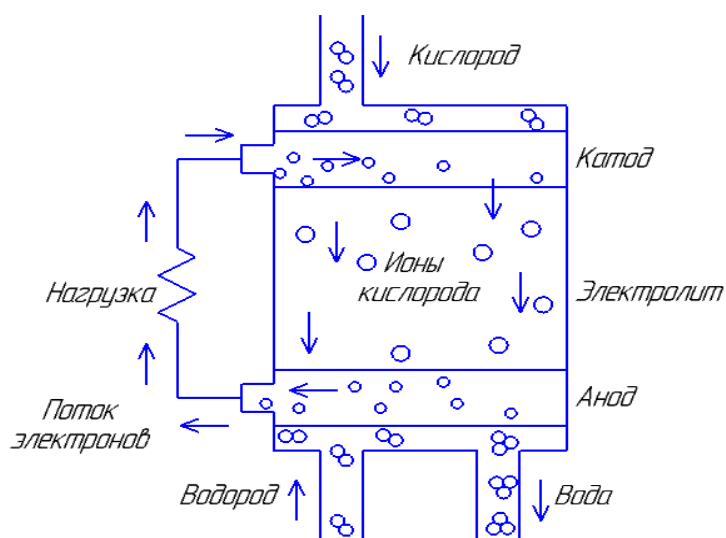 Кислород
Катод
Ионы
кислорода
Нагрузка
Электролит
Анод
Поток
электронов
Водород
Вода